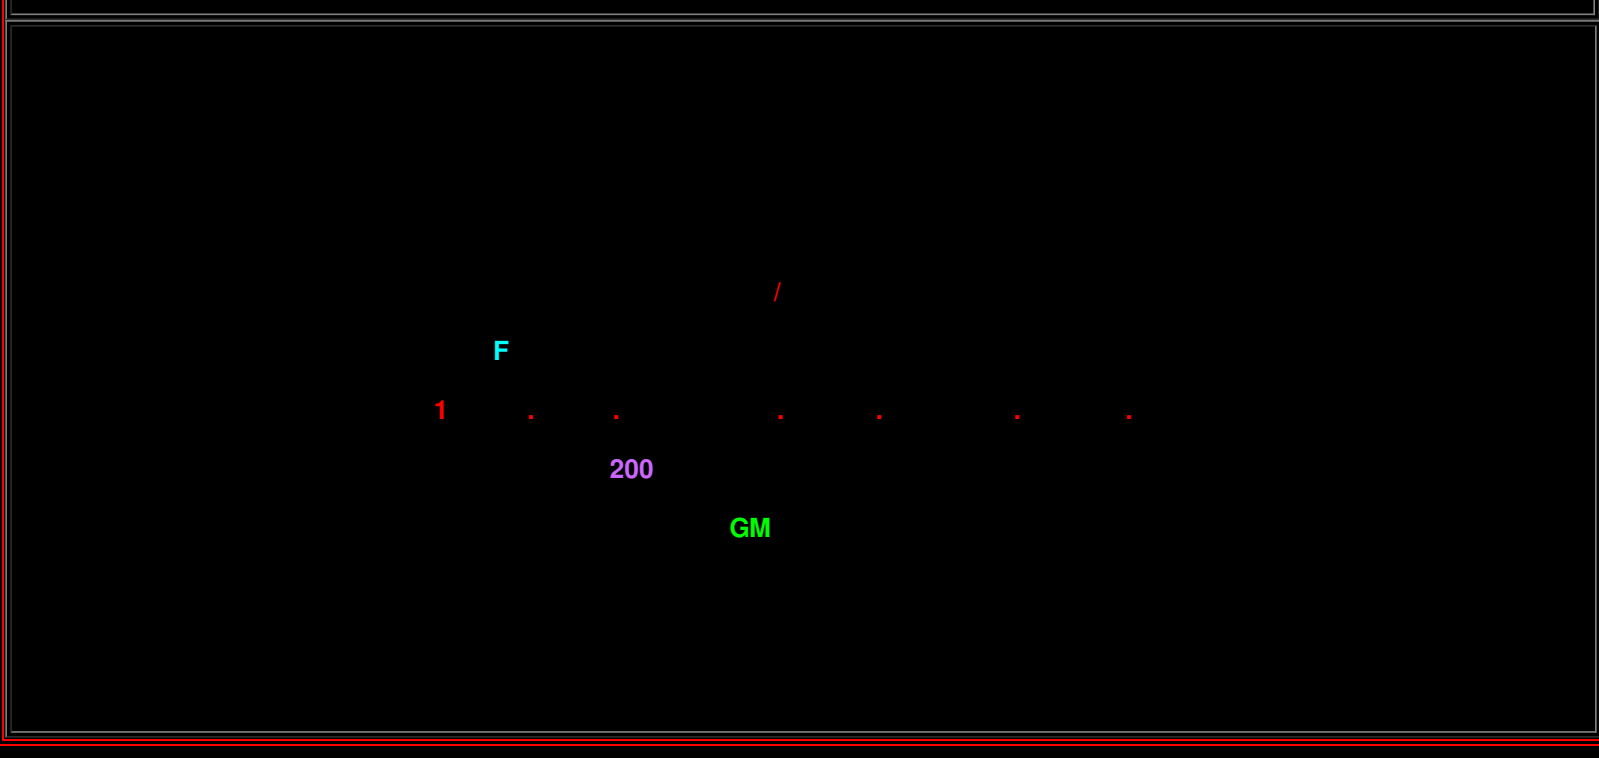 /
F
1 . . . . . .
200
GM